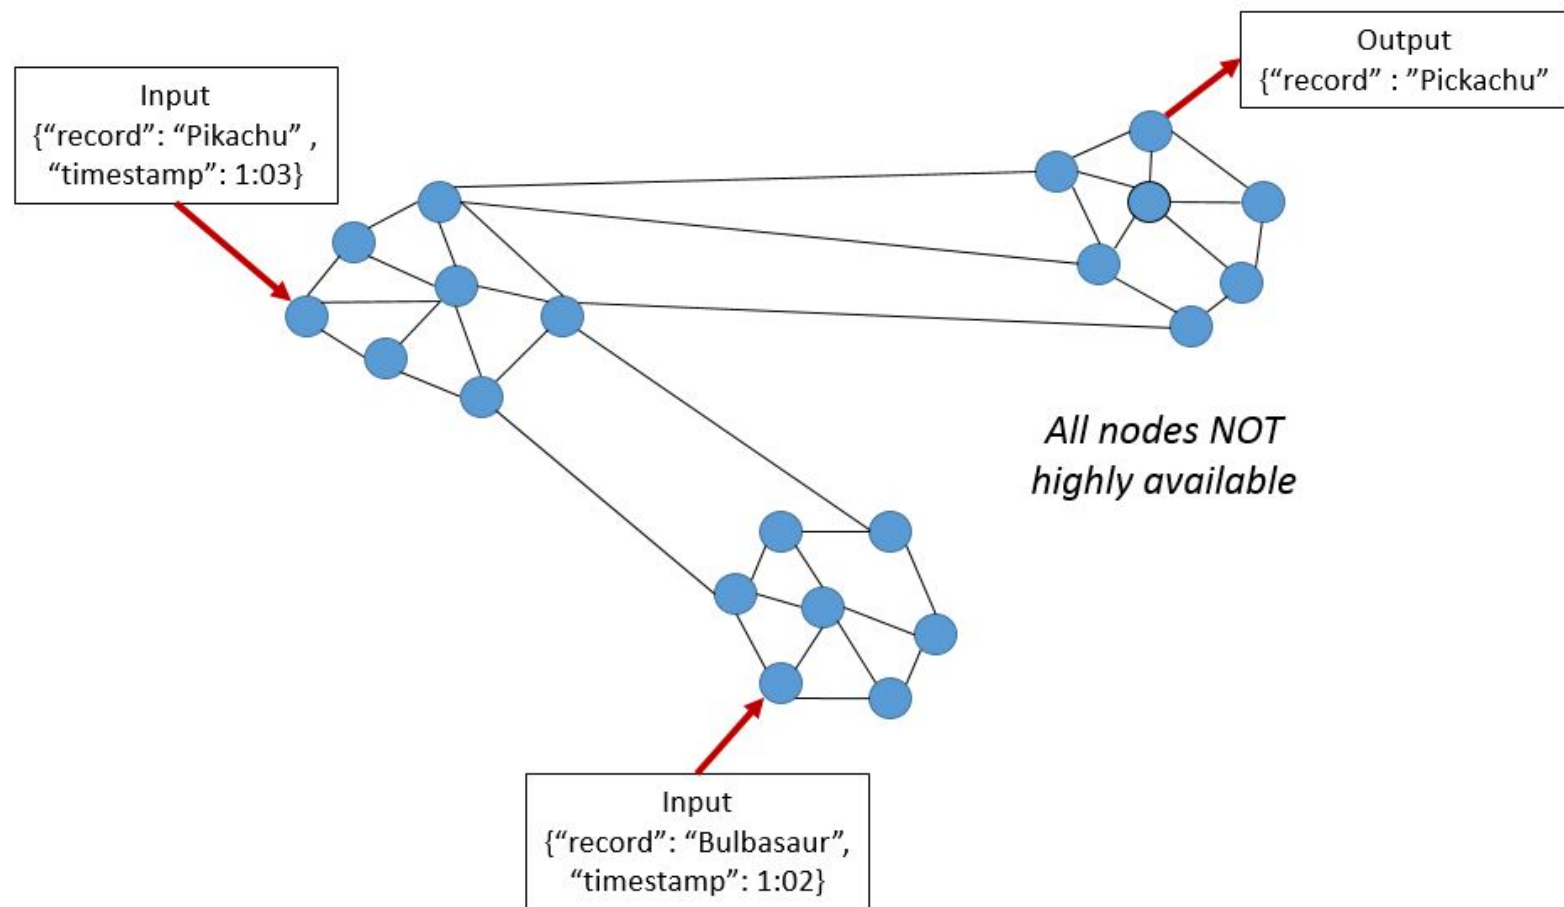 Input
{“record”: “Pikachu” ,
“timestamp”: 1:03}
Output
{“record” : ”Pickachu”
All nodes NOT
highly available
Input
{“record”: “Bulbasaur”,
“timestamp”: 1:02}